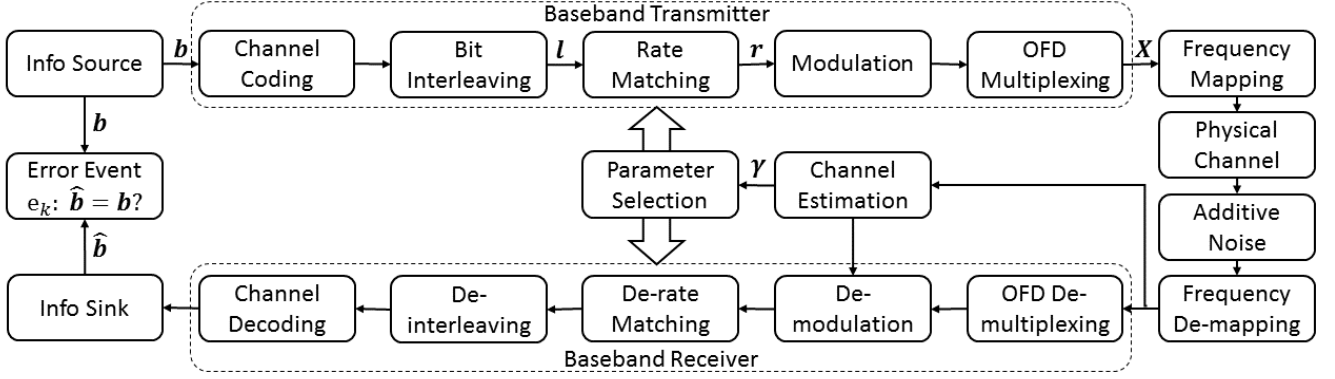 Baseband Transmitter
Info Source
b
Channel
Coding
Bit
Interleaving
l
Rate
Matching
r
Modulation
OFD
Multiplexing
X
Frequency
Mapping
b
Physical
Channel
Error Event
e_k: b̂ = b?
Parameter
Selection
γ
Channel
Estimation
Additive
Noise
b̂
Info Sink
Channel
Decoding
De-
interleaving
De-rate
Matching
De-
modulation
OFD De-
multiplexing
Frequency
De-mapping
Baseband Receiver